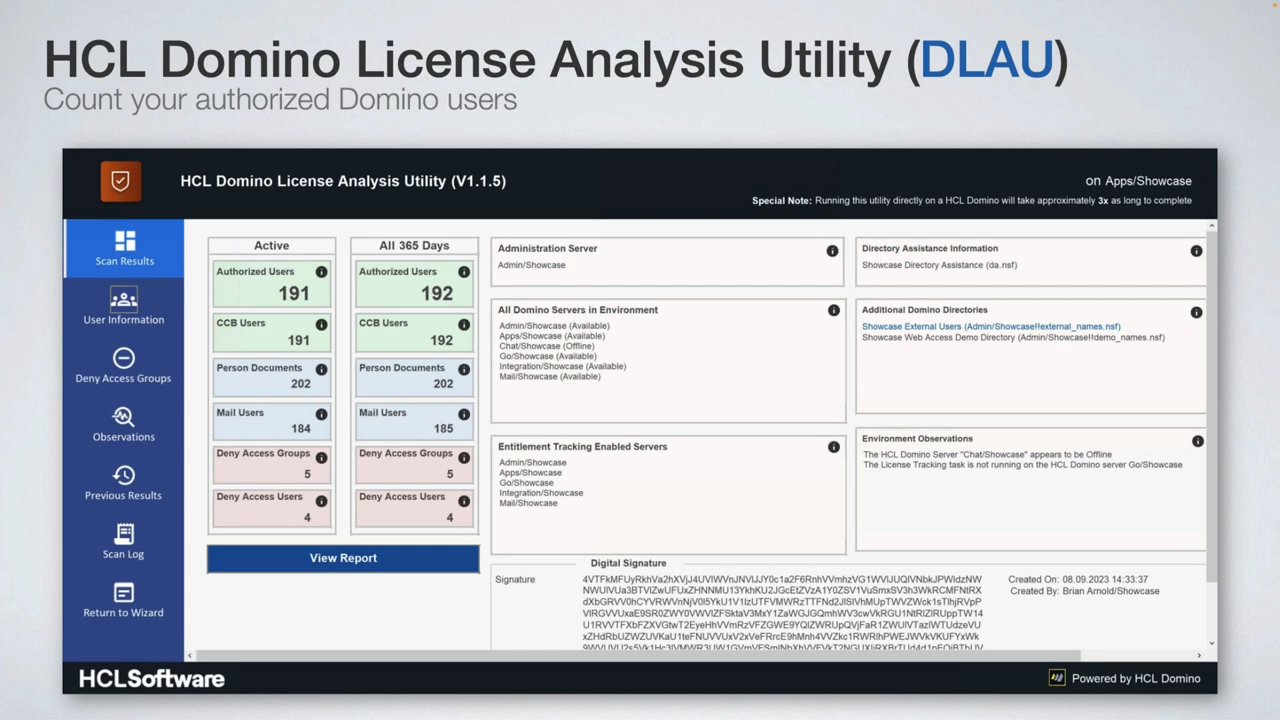 HCL Domino License Analysis Utility (DLAU)
Count your authorized Domino users
HCL Domino License Analysis Utility (V1.1.5)
on Apps/Showcase
Special Note: Running this utility directly on a HCL Domino will take approximately 3x as long to complete
Scan Results
User Information
Deny Access Groups
Observations
Previous Results
Scan Log
Return to Wizard
Active
Authorized Users
191
CCB Users
191
Person Documents
202
Mail Users
184
Deny Access Groups
5
Deny Access Users
4
All 365 Days
Authorized Users
192
CCB Users
192
Person Documents
202
Mail Users
185
Deny Access Groups
5
Deny Access Users
4
View Report
Administration Server
Admin/Showcase
All Domino Servers in Environment
Admin/Showcase (Available)
Apps/Showcase (Available)
Chat/Showcase (Offline)
Go/Showcase (Available)
Integration/Showcase (Available)
Mail/Showcase (Available)
Entitlement Tracking Enabled Servers
Admin/Showcase
Apps/Showcase
Go/Showcase
Integration/Showcase
Mail/Showcase
Directory Assistance Information
Showcase Directory Assistance (da.nsf)
Additional Domino Directories
Showcase External Users (Admin/Showcase!!external_names.nsf)
Showcase Web Access Demo Directory (Admin/Showcase!!demo_names.nsf)
Environment Observations
The HCL Domino Server "Chat/Showcase" appears to be Offline
The License Tracking task is not running on the HCL Domino server Go/Showcase
Digital Signature
Signature
Created On: 08.09.2023 14:33:37
Created By: Brian Arnold/Showcase
HCLSoftware
Powered by HCL Domino